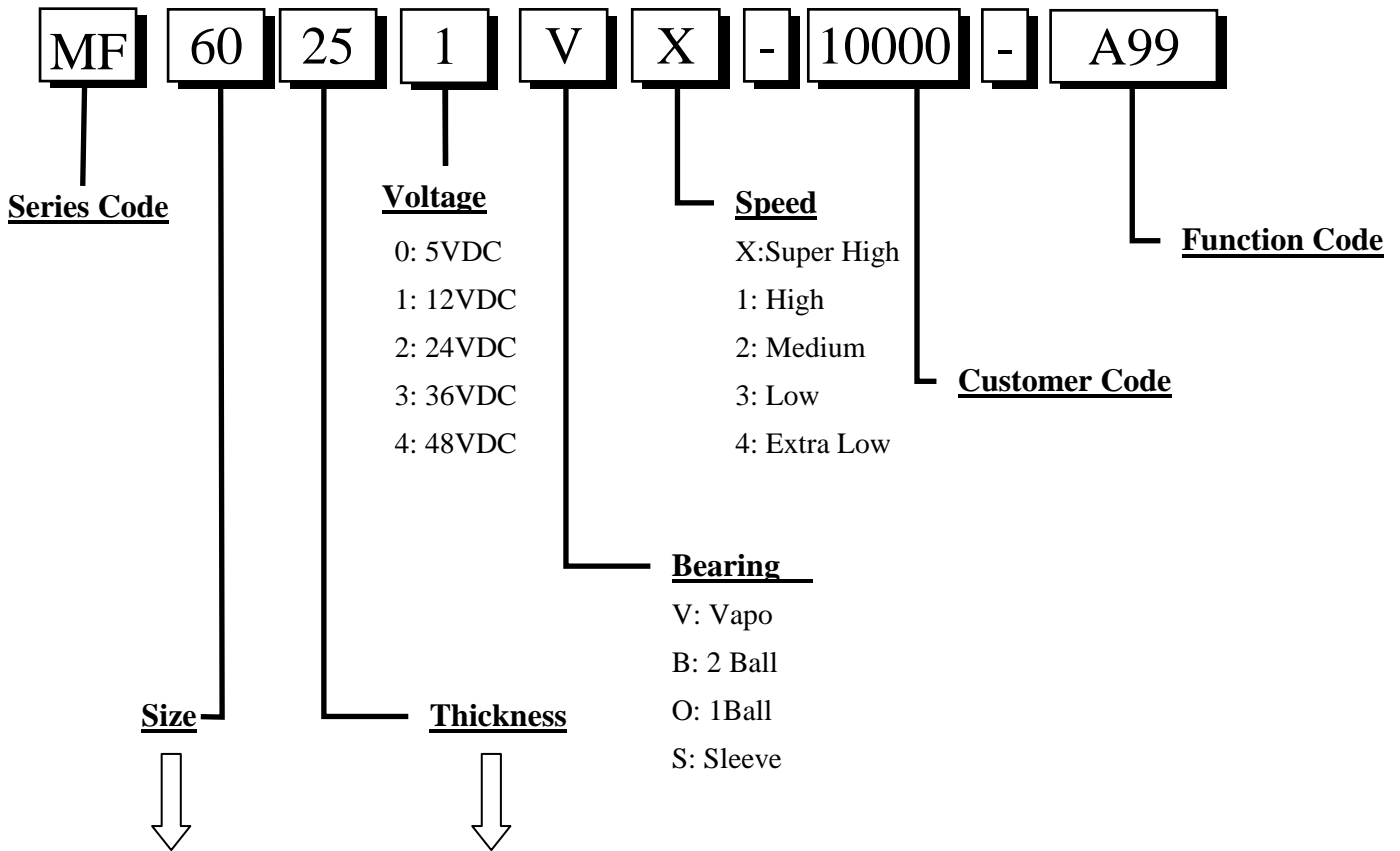 MF 60 25 1 V X - 10000 - A99
Series Code
Voltage
0: 5VDC
1: 12VDC
2: 24VDC
3: 36VDC
4: 48VDC
Speed
X:Super High
1: High
2: Medium
3: Low
4: Extra Low
Function Code
Customer Code
Bearing
V: Vapo
B: 2 Ball
O: 1Ball
S: Sleeve
Size
Thickness